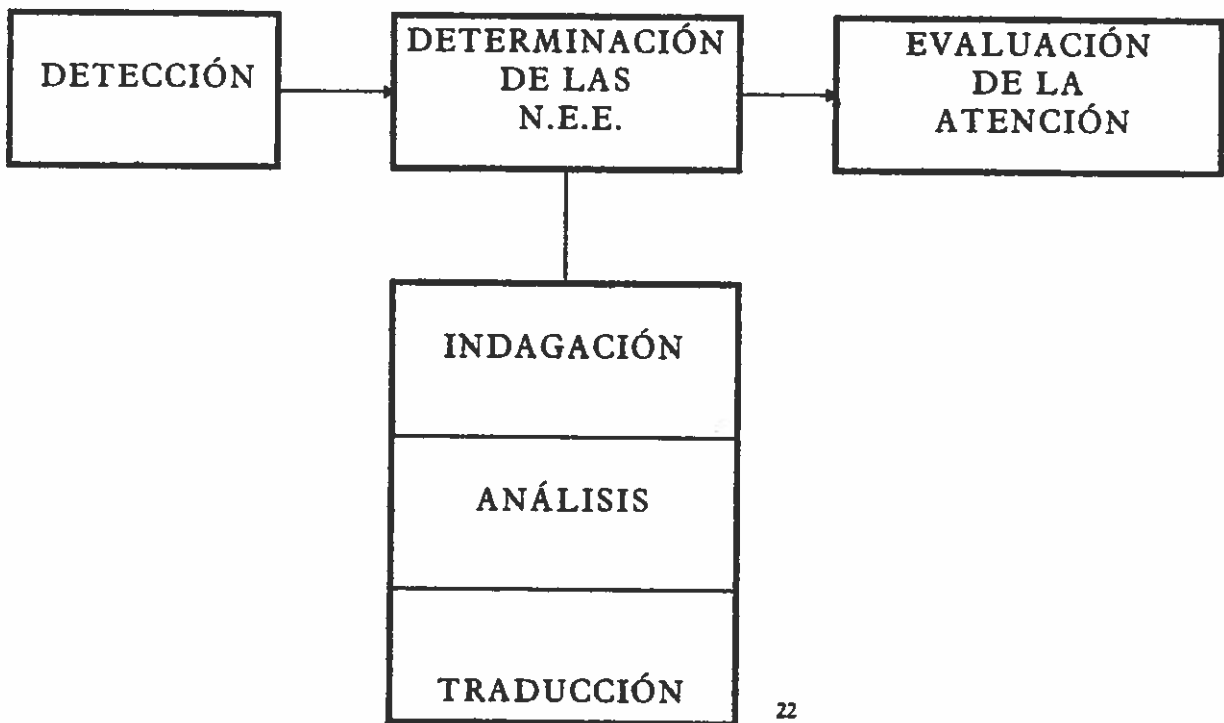 DETECCIÓN
DETERMINACIÓN
DE LAS
N.E.E.
EVALUACIÓN
DE LA
ATENCIÓN
INDAGACIÓN
ANÁLISIS
TRADUCCIÓN
22